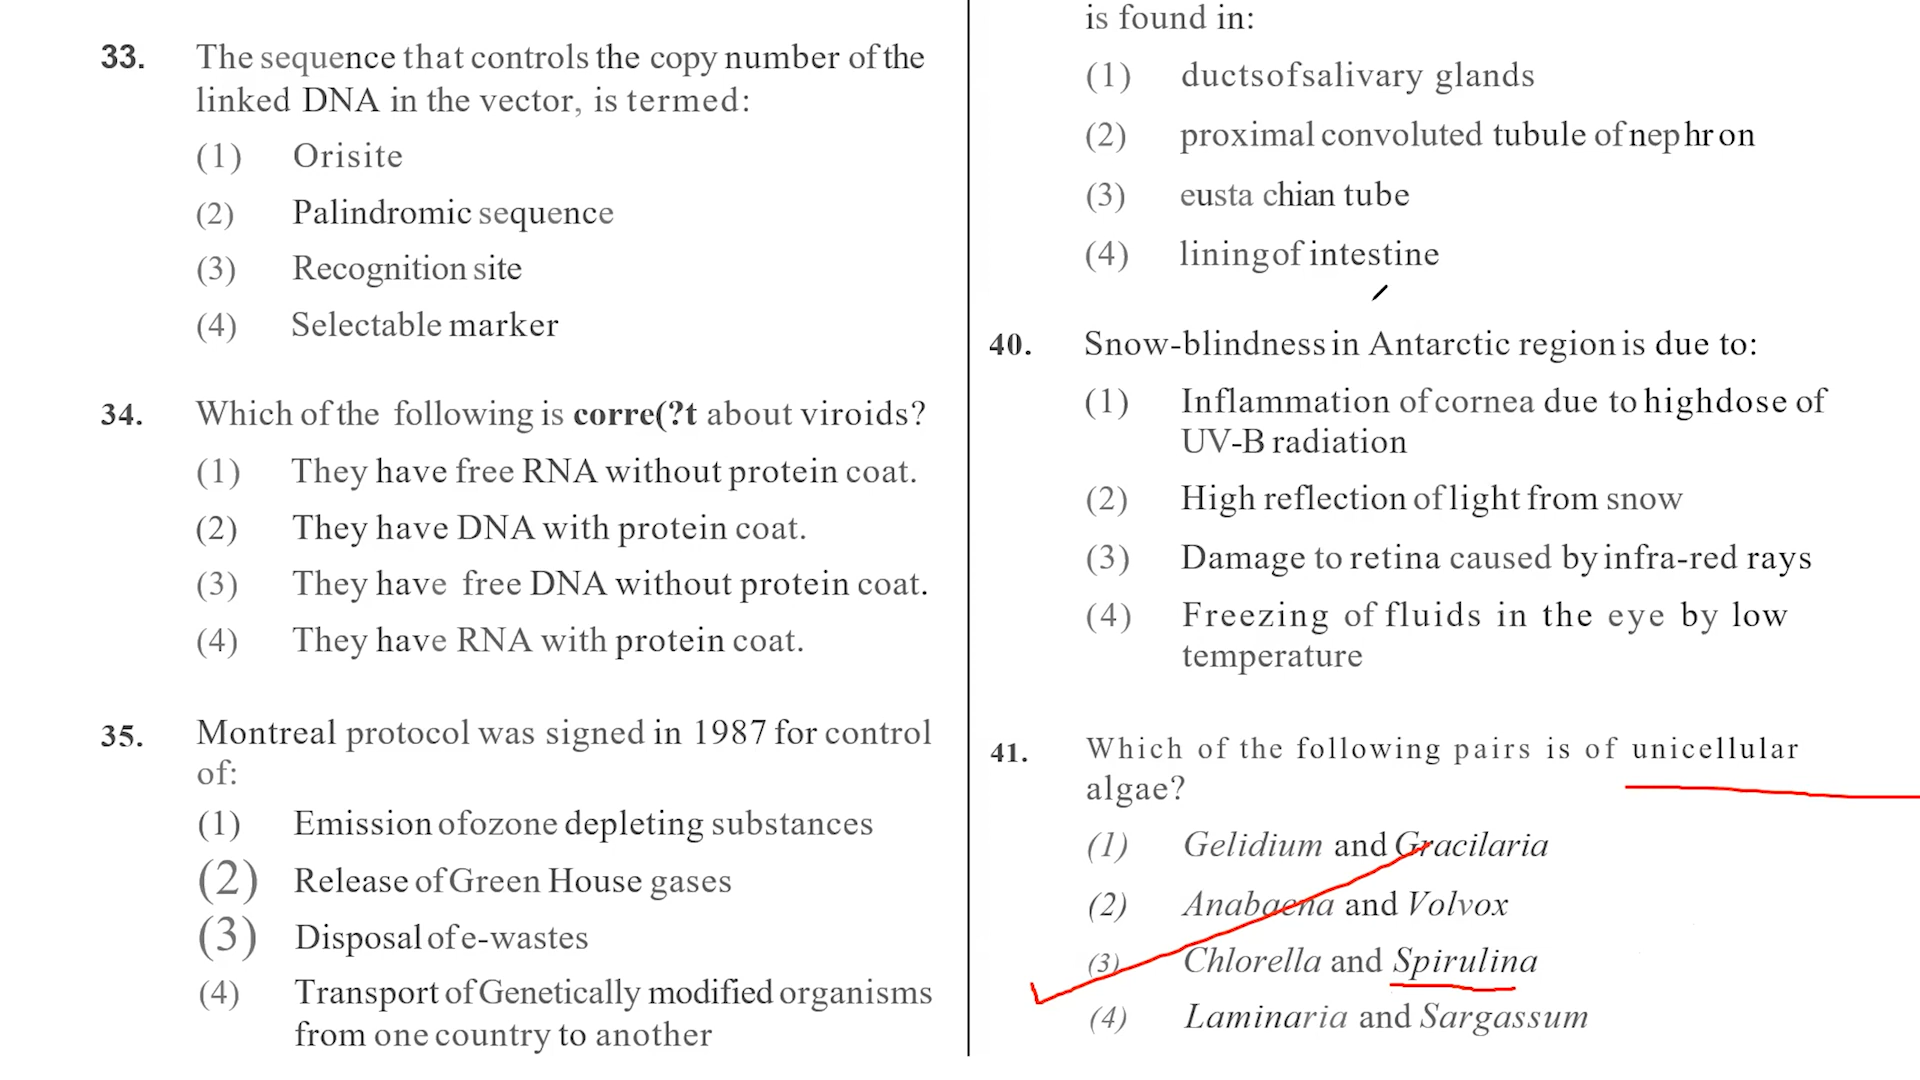 33. The sequence that controls the copy number of the
linked DNA in the vector, is termed:
(1) Orisite
(2) Palindromic sequence
(3) Recognition site
(4) Selectable marker
34. Which of the following is corre(?t about viroids?
(1) They have free RNA without protein coat.
(2) They have DNA with protein coat.
(3) They have free DNA without protein coat.
(4) They have RNA with protein coat.
35. Montreal protocol was signed in 1987 for control
of:
(1) Emission ofozone depleting substances
(2) Release of Green House gases
(3) Disposal of e-wastes
(4) Transport of Genetically modified organisms
from one country to another
is found in:
(1) ductsofsalivary glands
(2) proximal convoluted tubule of nephron
(3) eusta chian tube
(4) lining of intestine
40. Snow-blindness in Antarctic region is due to:
(1) Inflammation of cornea due to high dose of
UV-B radiation
(2) High reflection of light from snow
(3) Damage to retina caused by infra-red rays
(4) Freezing of fluids in the eye by low
temperature
41. Which of the following pairs is of unicellular
algae?
(1) Gelidium and Gracilaria
(2) Anabaena and Volvox
(3) Chlorella and Spirulina
(4) Laminaria and Sargassum